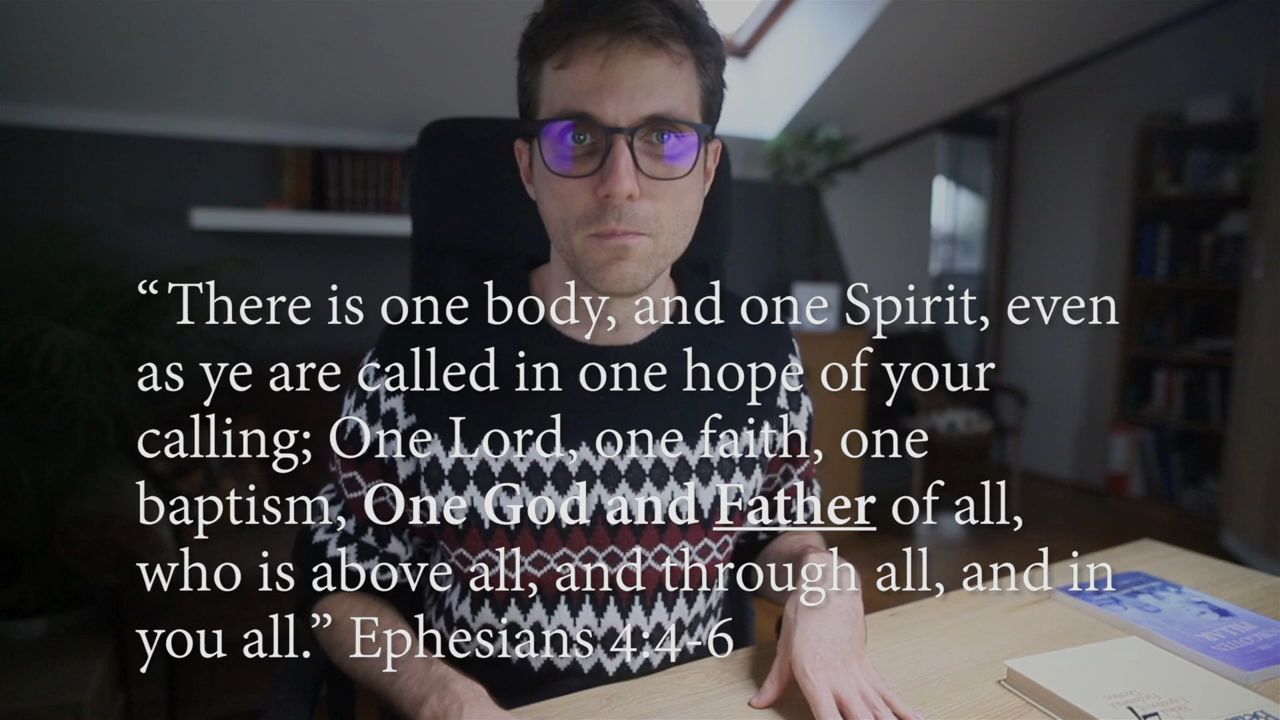 “There is one body, and one Spirit, even
as ye are called in one hope of your
calling; One Lord, one faith, one
baptism, One God and Father of all,
who is above all, and through all, and in
you all.” Ephesians 4:4-6
PILLAR